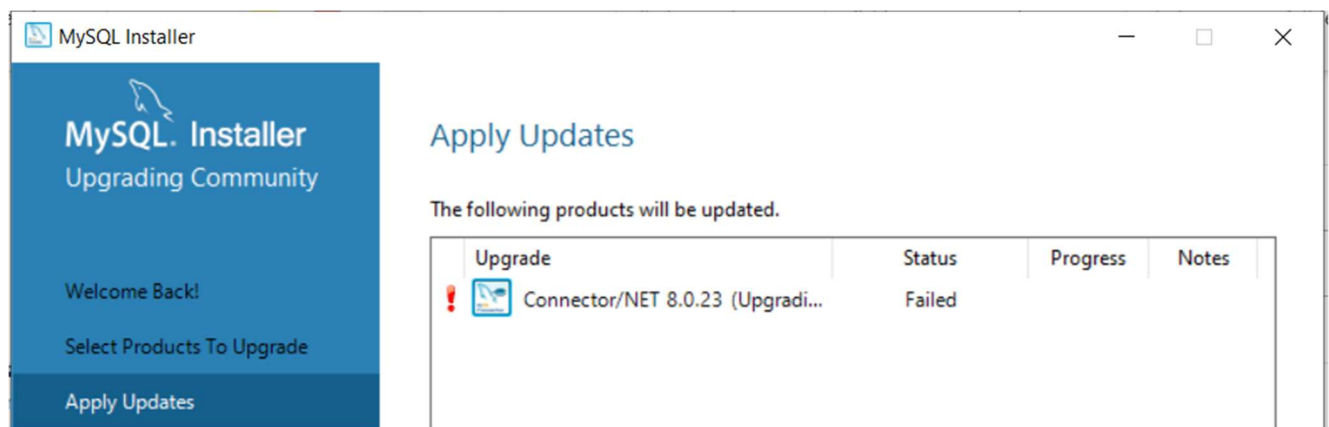 MySQL Installer
MySQL. Installer
Upgrading Community
Welcome Back!
Select Products To Upgrade
Apply Updates
Apply Updates
The following products will be updated.
Upgrade Status Progress Notes
Connector/NET 8.0.23 (Upgradi... Failed